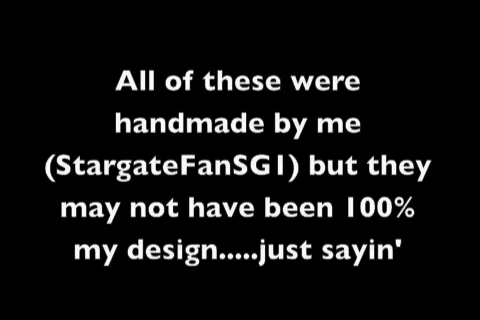 All of these were
handmade by me
(StargateFanSG1) but they
may not have been 100%
my design.....just sayin'